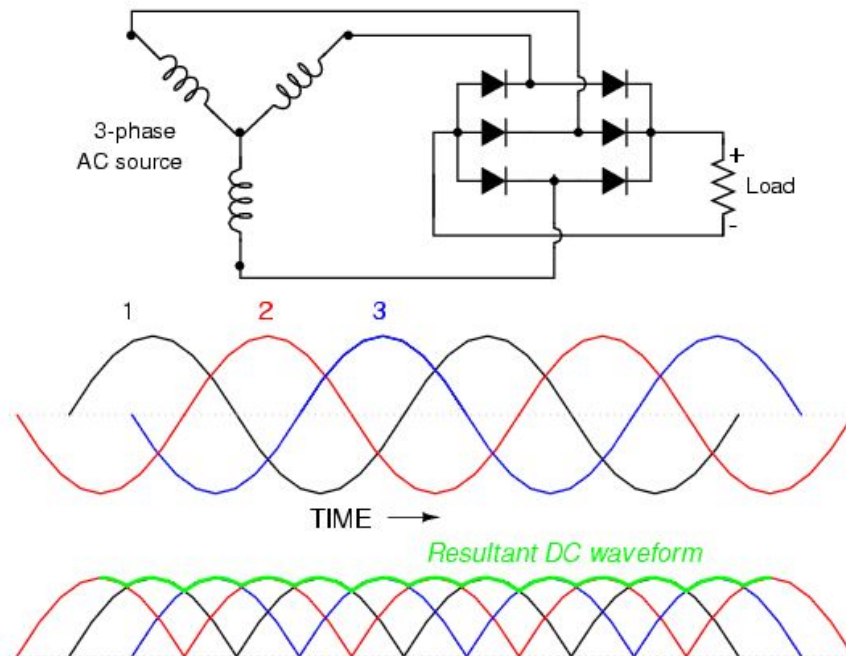 3-phase
AC source
+
Load
-
1 2 3
TIME
Resultant DC waveform